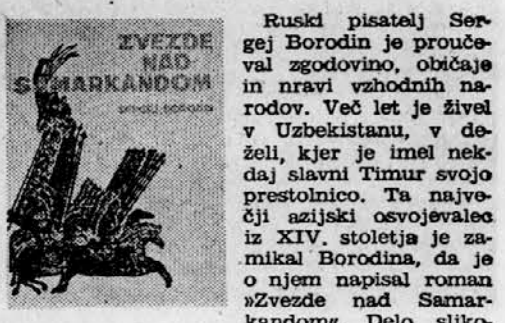 ZVEZDE
NAD
SAMARKANDOM
SERGEJ BORODIN
Ruski pisatelj Ser-
gej Borodin je prouče-
val zgodovino, običaje
in nravi vzhodnih na-
rodov. Več let je živel
v Uzbekistanu, v de-
želi, kjer je imel nek-
daj slavni Timur svojo
prestolnico. Ta najve-
čji azijski osvojevalec
iz XIV. stoletja je za-
mikal Borodina, da je
o njem napisal roman
»Zvezde nad Samar-
kandom«. Delo sliko-